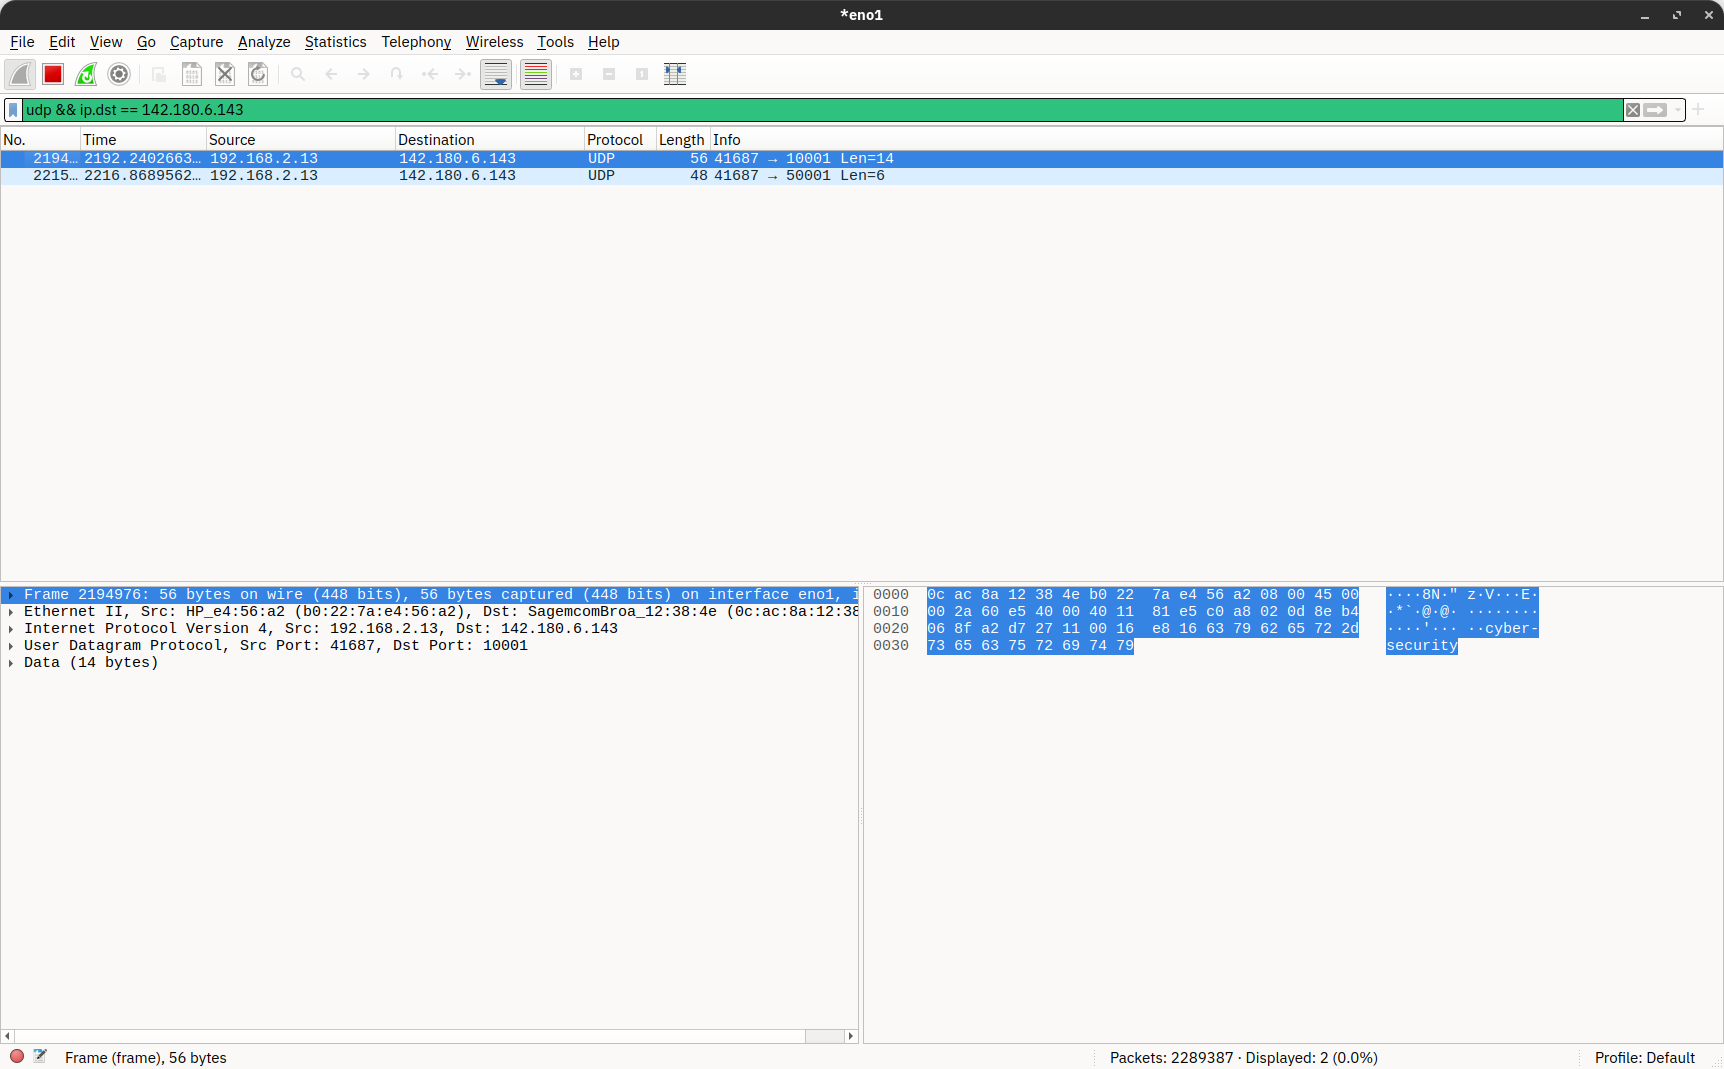 *eno1
File Edit View Go Capture Analyze Statistics Telephony Wireless Tools Help
udp && ip.dst == 142.180.6.143
No. Time Source Destination Protocol Length Info
2194… 2192.2402663… 192.168.2.13 142.180.6.143 UDP 56 41687 → 10001 Len=14
2215… 2216.8689562… 192.168.2.13 142.180.6.143 UDP 48 41687 → 50001 Len=6
Frame 2194976: 56 bytes on wire (448 bits), 56 bytes captured (448 bits) on interface eno1, i
Ethernet II, Src: HP_e4:56:a2 (b0:22:7a:e4:56:a2), Dst: SagemcomBroa_12:38:4e (0c:ac:8a:12:38
Internet Protocol Version 4, Src: 192.168.2.13, Dst: 142.180.6.143
User Datagram Protocol, Src Port: 41687, Dst Port: 10001
Data (14 bytes)
0000 0c ac 8a 12 38 4e b0 22 7a e4 56 a2 08 00 45 00 ····8N·" z·V···E·
0010 00 2a 60 e5 40 00 40 11 81 e5 c0 a8 02 0d 8e b4 ·*`·@·@· ········
0020 06 8f a2 d7 27 11 00 16 e8 16 63 79 62 65 72 2d ····'··· ··cyber-
0030 73 65 63 75 72 69 74 79 security
Frame (frame), 56 bytes
Packets: 2289387 · Displayed: 2 (0.0%)
Profile: Default